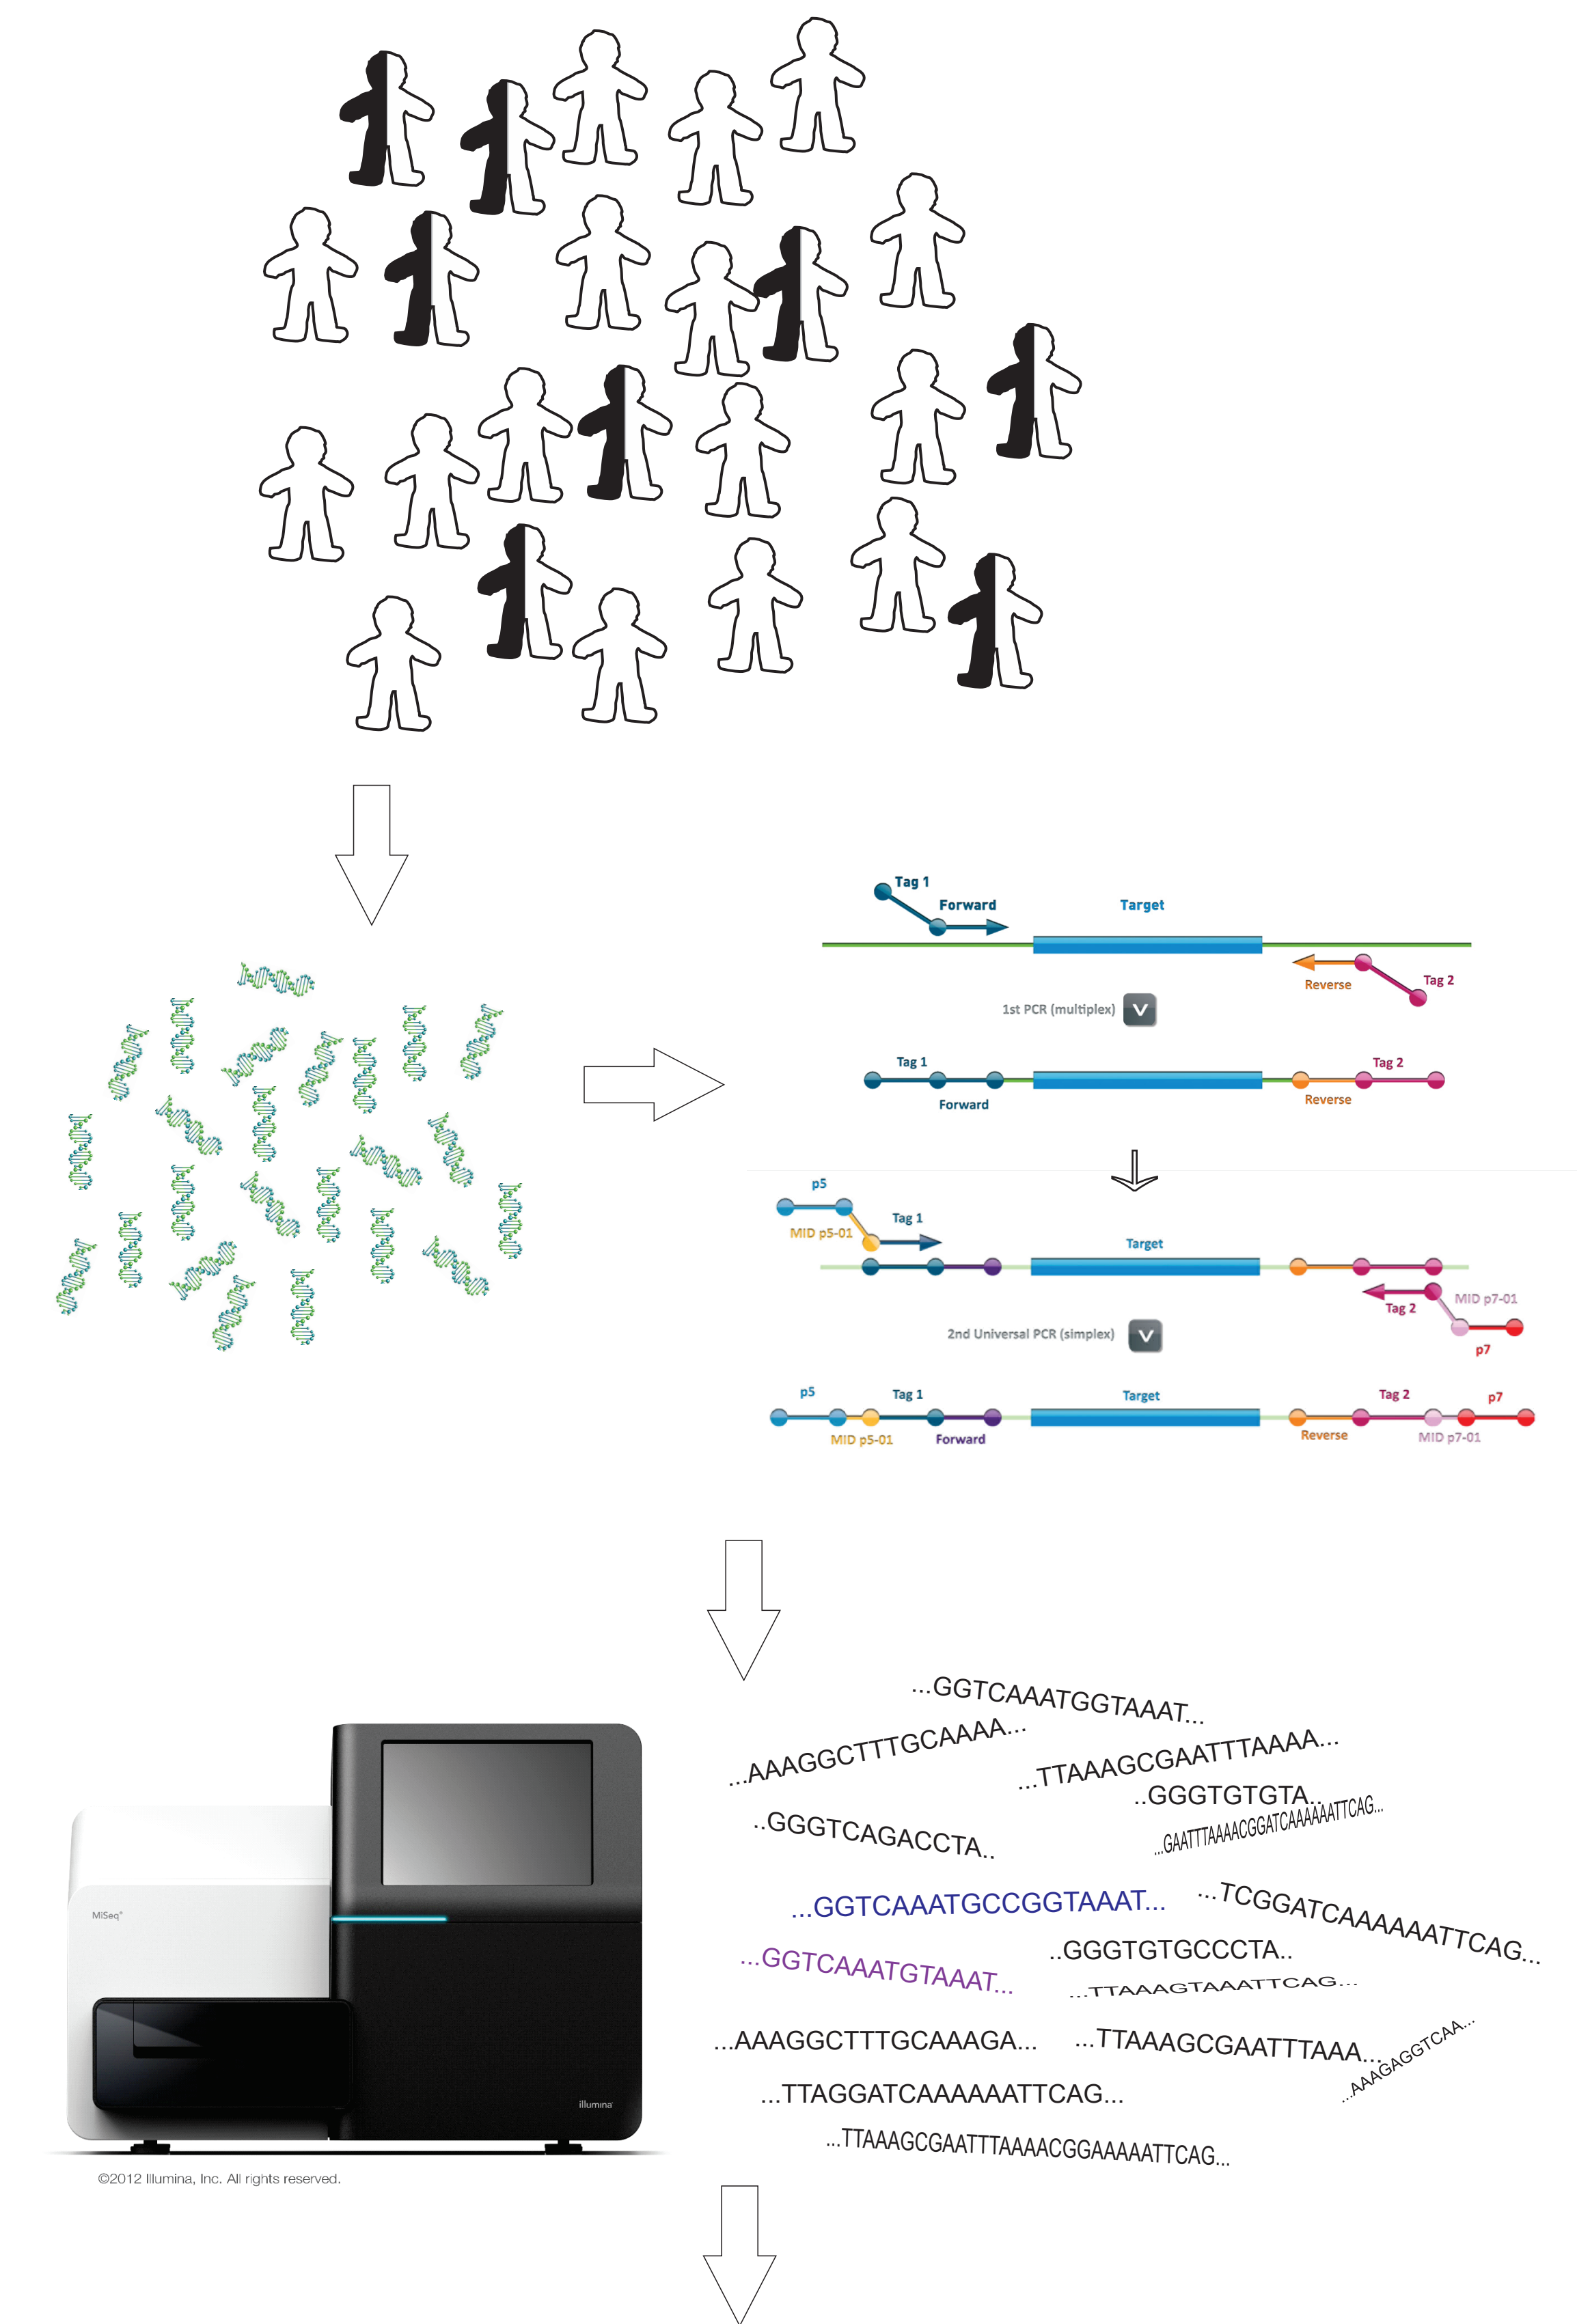 Tag 1
Forward
Target
Reverse
Tag 2
1st PCR (multiplex)
V
Tag 1
Tag 2
Forward
Reverse
p5
Tag 1
MID p5-01
Target
MID p7-01
Tag 2
2nd Universal PCR (simplex)
V
p7
p5
Tag 1
Target
Tag 2
p7
MID p5-01
Forward
Reverse
MID p7-01
...GGTCAAATGGTAAAT...
...AAAGGCTTTGCAAAA...
...TTAAAGCGAATTTAAAA...
..GGGTGTGTA..
..GGGTCAGACCTA..
...GAATTTAAAACGGATCAAAAAATTCAG...
...GGTCAAATGCCGGTAAAT...
...TCGGATCAAAAAATTCAG...
MiSeq®
...GGTCAAATGTAAAT...
..GGGTGTGCCCTA..
...TTAAAGTAAATTCAG...
...AAAGGCTTTGCAAAGA...
...TTAAAGCGAATTTAAA...
...AAAGAGGTCAA...
...TTAGGATCAAAAAATTCAG...
illumina®
...TTAAAGCGAATTTAAAACGGAAAAATTCAG...
©2012 Illumina, Inc. All rights reserved.